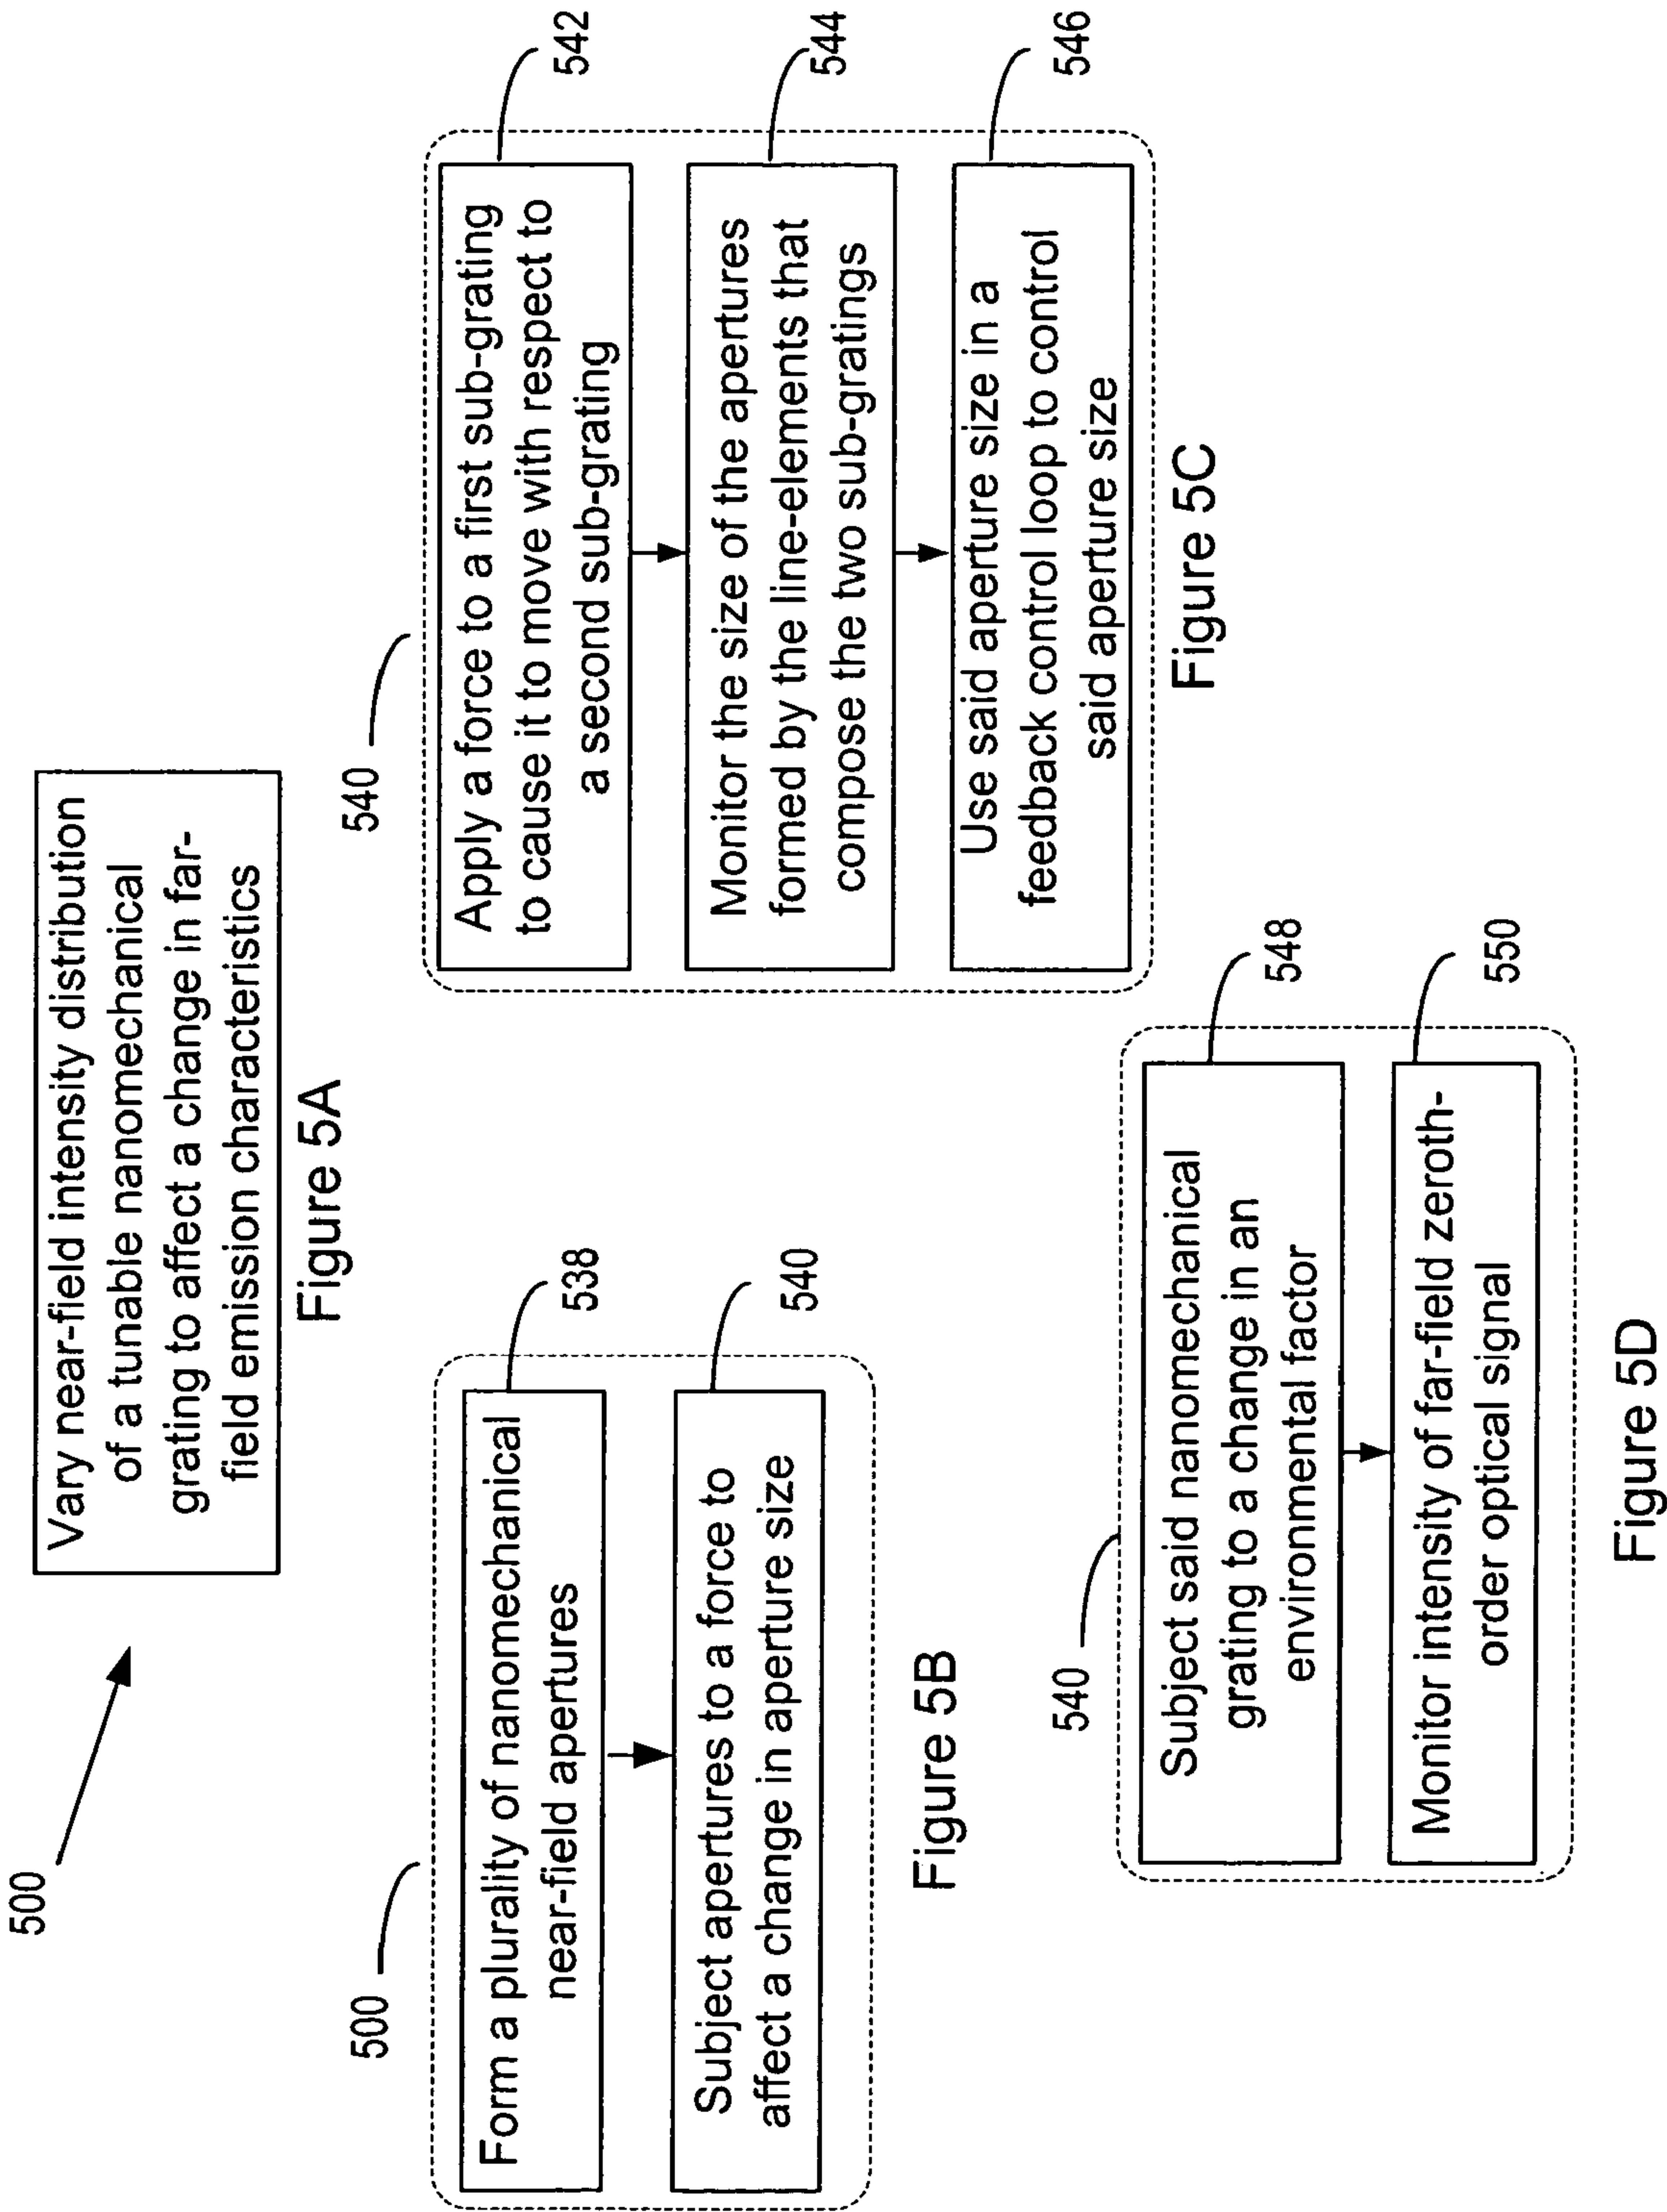 500
Vary near-field intensity distribution
of a tunable nanomechanical
grating to affect a change in far-
field emission characteristics
Figure 5A
500
Form a plurality of nanomechanical
near-field apertures
538
Subject apertures to a force to
affect a change in aperture size
540
Figure 5B
540
Apply a force to a first sub-grating
to cause it to move with respect to
a second sub-grating
542
Monitor the size of the apertures
formed by the line-elements that
compose the two sub-gratings
544
Use said aperture size in a
feedback control loop to control
said aperture size
546
Figure 5C
540
Subject said nanomechanical
grating to a change in an
environmental factor
548
Monitor intensity of far-field zeroth-
order optical signal
550
Figure 5D